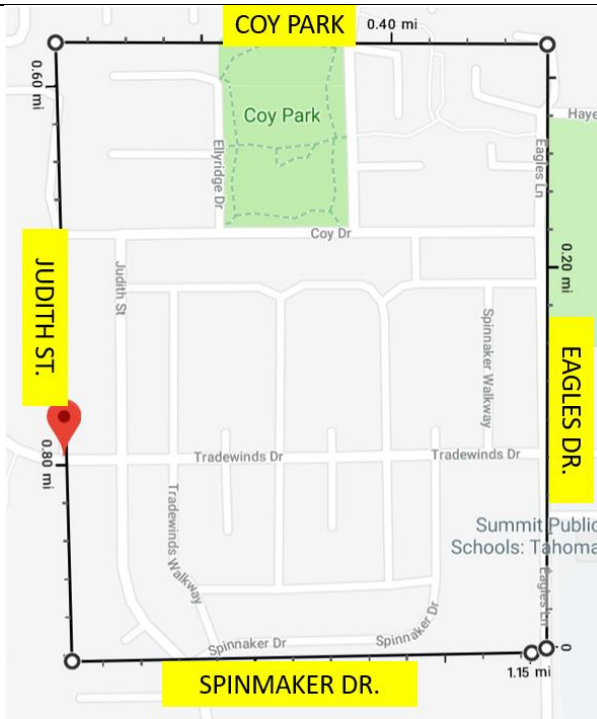 COY PARK
0.40 mi
0.60 mi
Coy Park
Haye
Ellyridge Dr
Eagles Ln
Coy Dr
JUDITH ST.
Judith St
0.20 mi
Spinnaker Walkway
EAGLES DR.
0.80 mi
Tradewinds Dr
Tradewinds Dr
Tradewinds Walkway
Summit Public
Schools: Tahoma
Eagles Ln
Spinnaker Dr
Spinnaker Dr
0
1.15 mi
SPINMAKER DR.